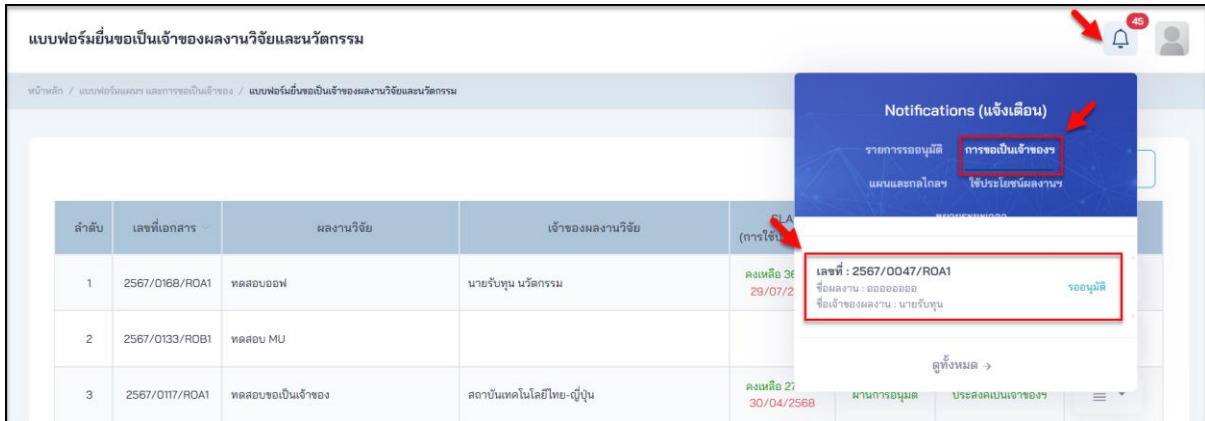 45
แบบฟอร์มยื่นขอเป็นเจ้าของผลงานวิจัยและนวัตกรรม
หน้าหลัก / แบบฟอร์มแผนฯ และการขอเป็นเจ้าของ / แบบฟอร์มยื่นขอเป็นเจ้าของผลงานวิจัยและนวัตกรรม
Notifications (แจ้งเตือน)
รายการรออนุมัติ การขอเป็นเจ้าของฯ
แผนและกลไกลฯ ใช้ประโยชน์ผลงานฯ
ลำดับ เลขที่เอกสาร ผลงานวิจัย เจ้าของผลงานวิจัย SLA
1 2567/0168/ROA1 ทดสอบออฟ นายรับทุน นวัตกรรม คงเหลือ 36
29/07/2
เลขที่ : 2567/0047/ROA1
ชื่อผลงาน : ออออออออ รออนุมัติ
ชื่อเจ้าของผลงาน : นายรับทุน
2 2567/0133/ROB1 ทดสอบ MU
ดูทั้งหมด →
3 2567/0117/ROA1 ทดสอบขอเป็นเจ้าของ สถาบันเทคโนโลยีไทย-ญี่ปุ่น คงเหลือ 27
30/04/2568 ผ่านการอนุมัติ ประสงค์เป็นเจ้าของฯ